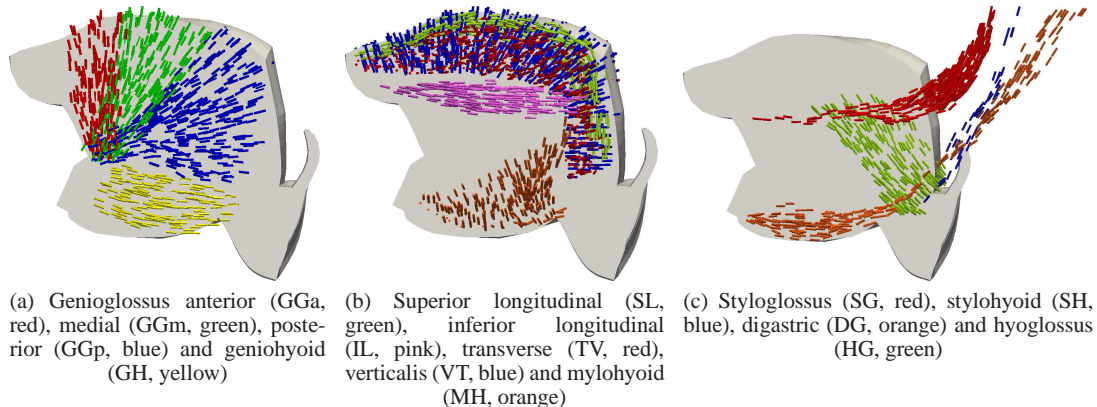 (a) Genioglossus anterior (GGa,
red), medial (GGm, green), poste-
rior (GGp, blue) and geniohyoid
(GH, yellow)
(b) Superior longitudinal (SL,
green), inferior longitudinal
(IL, pink), transverse (TV, red),
verticalis (VT, blue) and mylohyoid
(MH, orange)
(c) Styloglossus (SG, red), stylohyoid (SH,
blue), digastric (DG, orange) and hyoglossus
(HG, green)